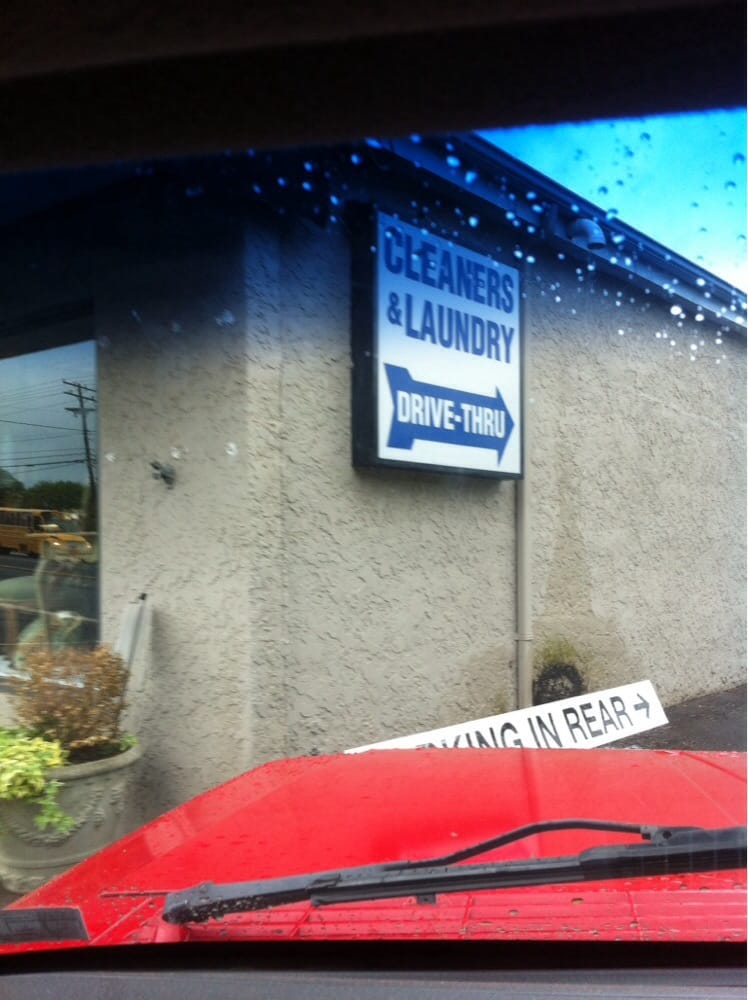 CLEANERS
& LAUNDRY
DRIVE-THRU
IN REAR →